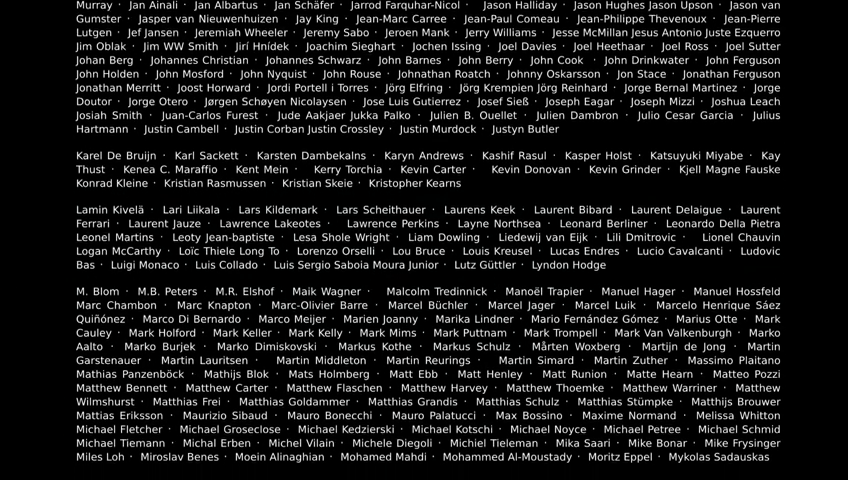 Murray · Jan Ainali · Jan Albartus · Jan Schäfer · Jarrod Farquhar-Nicol · Jason Halliday · Jason Hughes Jason Upson · Jason van
Gumster · Jasper van Nieuwenhuizen · Jay King · Jean-Marc Carree · Jean-Paul Comeau · Jean-Philippe Thevenoux · Jean-Pierre
Lutgen · Jef Jansen · Jeremiah Wheeler · Jeremy Sabo · Jeroen Mank · Jerry Williams · Jesse McMillan Jesus Antonio Juste Ezquerro
Jim Oblak · Jim WW Smith · Jirí Hnídek · Joachim Sieghart · Jochen Issing · Joel Davies · Joel Heethaar · Joel Ross · Joel Sutter
Johan Berg · Johannes Christian · Johannes Schwarz · John Barnes · John Berry · John Cook · John Drinkwater · John Ferguson
John Holden · John Mosford · John Nyquist · John Rouse · Johnathan Roatch · Johnny Oskarsson · Jon Stace · Jonathan Ferguson
Jonathan Merritt · Joost Horward · Jordi Portell i Torres · Jörg Elfring · Jörg Krempien Jörg Reinhard · Jorge Bernal Martinez · Jorge
Doutor · Jorge Otero · Jørgen Schøyen Nicolaysen · Jose Luis Gutierrez · Josef Sieß · Joseph Eagar · Joseph Mizzi · Joshua Leach
Josiah Smith · Juan-Carlos Furest · Jude Aakjaer Jukka Palko · Julien B. Ouellet · Julien Dambron · Julio Cesar Garcia · Julius
Hartmann · Justin Cambell · Justin Corban Justin Crossley · Justin Murdock · Justyn Butler
Karel De Bruijn · Karl Sackett · Karsten Dambekalns · Karyn Andrews · Kashif Rasul · Kasper Holst · Katsuyuki Miyabe · Kay
Thust · Kenea C. Maraffio · Kent Mein · Kerry Torchia · Kevin Carter · Kevin Donovan · Kevin Grinder · Kjell Magne Fauske
Konrad Kleine · Kristian Rasmussen · Kristian Skeie · Kristopher Kearns
Lamin Kivelä · Lari Liikala · Lars Kildemark · Lars Scheithauer · Laurens Keek · Laurent Bibard · Laurent Delaigue · Laurent
Ferrari · Laurent Jauze · Lawrence Lakeotes · Lawrence Perkins · Layne Northsea · Leonard Berliner · Leonardo Della Pietra
Leonel Martins · Leoty Jean-baptiste · Lesa Shole Wright · Liam Dowling · Liedewij van Eijk · Lili Dmitrovic · Lionel Chauvin
Logan McCarthy · Loïc Thiele Long To · Lorenzo Orselli · Lou Bruce · Louis Kreusel · Lucas Endres · Lucio Cavalcanti · Ludovic
Bas · Luigi Monaco · Luis Collado · Luis Sergio Saboia Moura Junior · Lutz Güttler · Lyndon Hodge
M. Blom · M.B. Peters · M.R. Elshof · Maik Wagner · Malcolm Tredinnick · Manoël Trapier · Manuel Hager · Manuel Hossfeld
Marc Chambon · Marc Knapton · Marc-Olivier Barre · Marcel Büchler · Marcel Jager · Marcel Luik · Marcelo Henrique Sáez
Quiñónez · Marco Di Bernardo · Marco Meijer · Marien Joanny · Marika Lindner · Mario Fernández Gómez · Marius Otte · Mark
Cauley · Mark Holford · Mark Keller · Mark Kelly · Mark Mims · Mark Puttnam · Mark Trompell · Mark Van Valkenburgh · Marko
Aalto · Marko Burjek · Marko Dimiskovski · Markus Kothe · Markus Schulz · Mårten Woxberg · Martijn de Jong · Martin
Garstenauer · Martin Lauritsen · Martin Middleton · Martin Reurings · Martin Simard · Martin Zuther · Massimo Plaitano
Mathias Panzenböck · Mathijs Blok · Mats Holmberg · Matt Ebb · Matt Henley · Matt Runion · Matte Hearn · Matteo Pozzi
Matthew Bennett · Matthew Carter · Matthew Flaschen · Matthew Harvey · Matthew Thoemke · Matthew Warriner · Matthew
Wilmshurst · Matthias Frei · Matthias Goldammer · Matthias Grandis · Matthias Schulz · Matthias Stümpke · Matthijs Brouwer
Mattias Eriksson · Maurizio Sibaud · Mauro Bonecchi · Mauro Palatucci · Max Bossino · Maxime Normand · Melissa Whitton
Michael Fletcher · Michael Groseclose · Michael Kedzierski · Michael Kotschi · Michael Noyce · Michael Petree · Michael Schmid
Michael Tiemann · Michal Erben · Michel Vilain · Michele Diegoli · Michiel Tieleman · Mika Saari · Mike Bonar · Mike Frysinger
Miles Loh · Miroslav Benes · Moein Alinaghian · Mohamed Mahdi · Mohammed Al-Moustady · Moritz Eppel · Mykolas Sadauskas